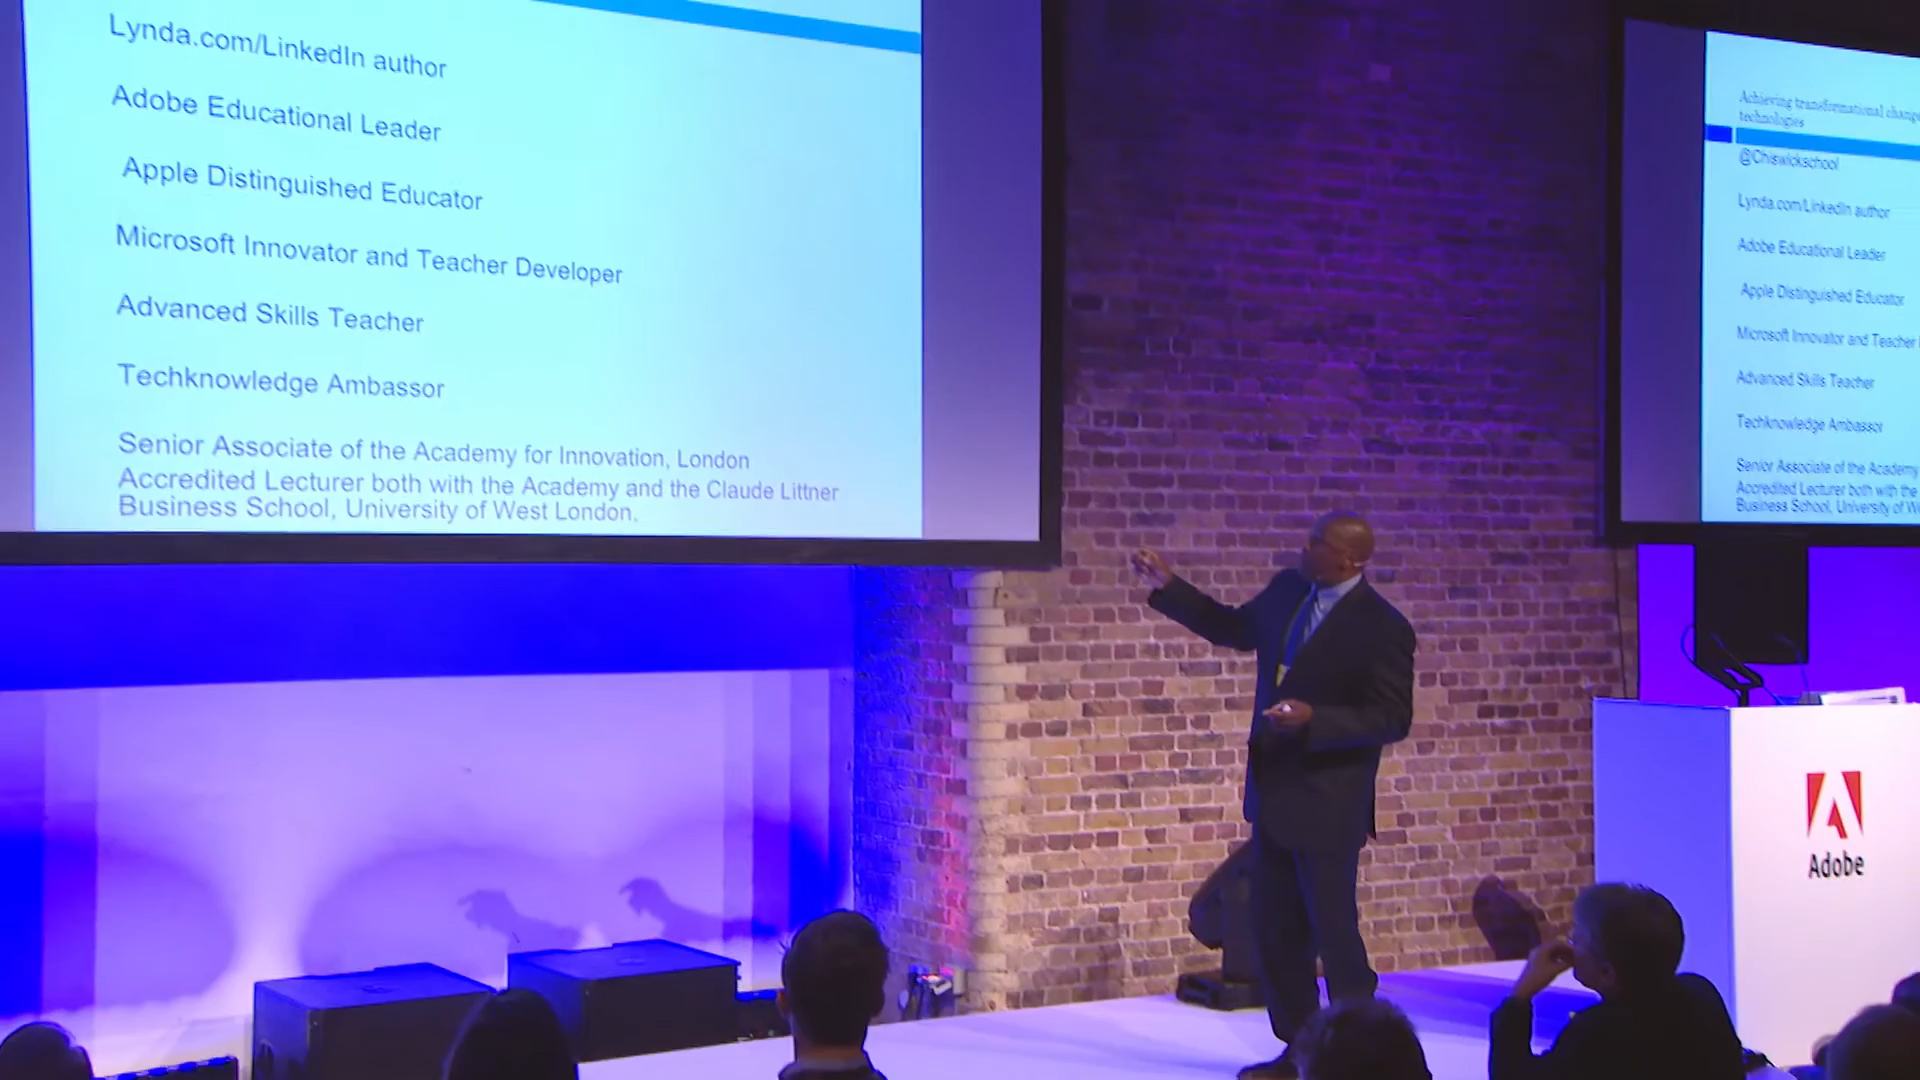 Lynda.com/LinkedIn author
Adobe Educational Leader
Apple Distinguished Educator
Microsoft Innovator and Teacher Developer
Advanced Skills Teacher
Techknowledge Ambassor
Senior Associate of the Academy for Innovation, London
Accredited Lecturer both with the Academy and the Claude Littner
Business School, University of West London.
Achieving transformational change
technologies
@Chiswickschool
Lynda.com/LinkedIn author
Adobe Educational Leader
Apple Distinguished Educator
Microsoft Innovator and Teacher
Advanced Skills Teacher
Techknowledge Ambassor
Senior Associate of the Academy
Accredited Lecturer both with the
Business School, University of W
Adobe